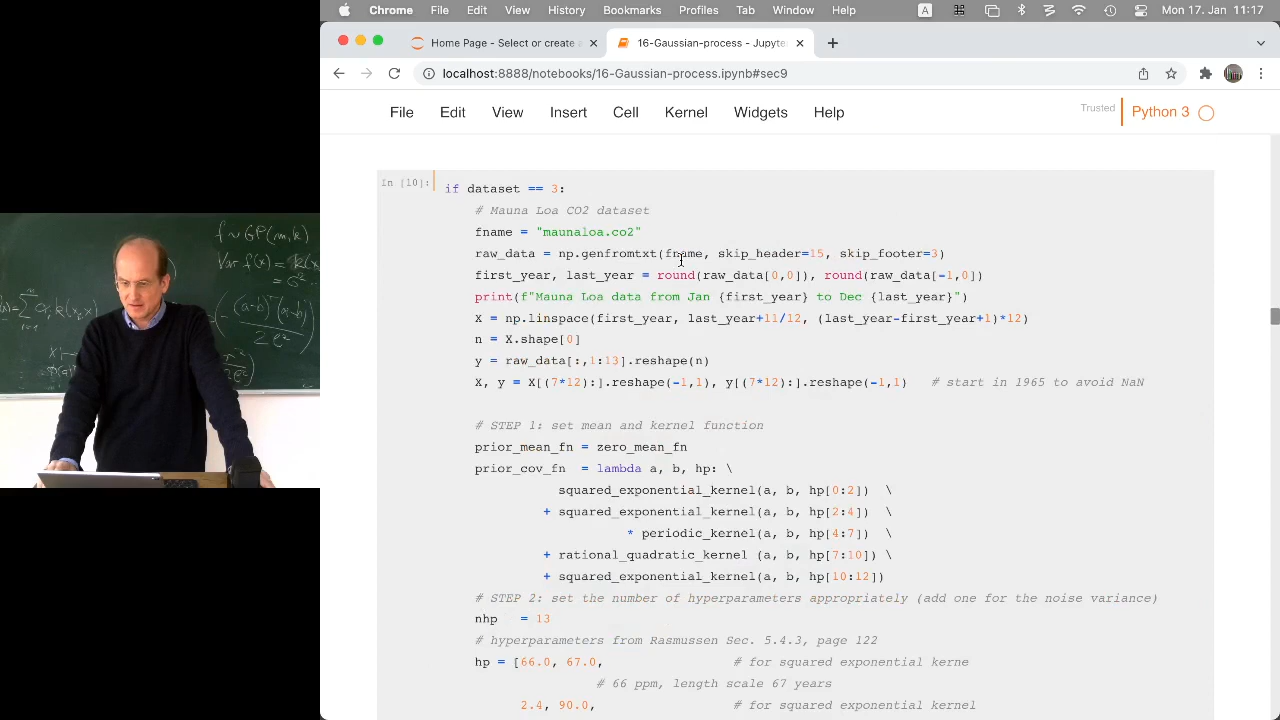 Chrome File Edit View History Bookmarks Profiles Tab Window Help A Mon 17. Jan 11:17
Home Page - Select or create 16-Gaussian-process - Jupyte
localhost:8888/notebooks/16-Gaussian-process.ipynb#sec9
File Edit View Insert Cell Kernel Widgets Help Trusted Python 3
In [10]: if dataset == 3:
# Mauna Loa CO2 dataset
fname = "maunaloa.co2"
raw_data = np.genfromtxt(fname, skip_header=15, skip_footer=3)
first_year, last_year = round(raw_data[0,0]), round(raw_data[-1,0])
print(f"Mauna Loa data from Jan {first_year} to Dec {last_year}")
X = np.linspace(first_year, last_year+11/12, (last_year-first_year+1)*12)
n = X.shape[0]
y = raw_data[:,1:13].reshape(n)
X, y = X[(7*12):].reshape(-1,1), y[(7*12):].reshape(-1,1) # start in 1965 to avoid NaN
# STEP 1: set mean and kernel function
prior_mean_fn = zero_mean_fn
prior_cov_fn = lambda a, b, hp: \
squared_exponential_kernel(a, b, hp[0:2]) \
+ squared_exponential_kernel(a, b, hp[2:4]) \
* periodic_kernel(a, b, hp[4:7]) \
+ rational_quadratic_kernel (a, b, hp[7:10]) \
+ squared_exponential_kernel(a, b, hp[10:12])
# STEP 2: set the number of hyperparameters appropriately (add one for the noise variance)
nhp = 13
# hyperparameters from Rasmussen Sec. 5.4.3, page 122
hp = [66.0, 67.0, # for squared exponential kerne
# 66 ppm, length scale 67 years
2.4, 90.0, # for squared exponential kernel
f ~ GP(m,k)
Var f(x) =
(a-b)ᵀ(a-b)
2ℓ²